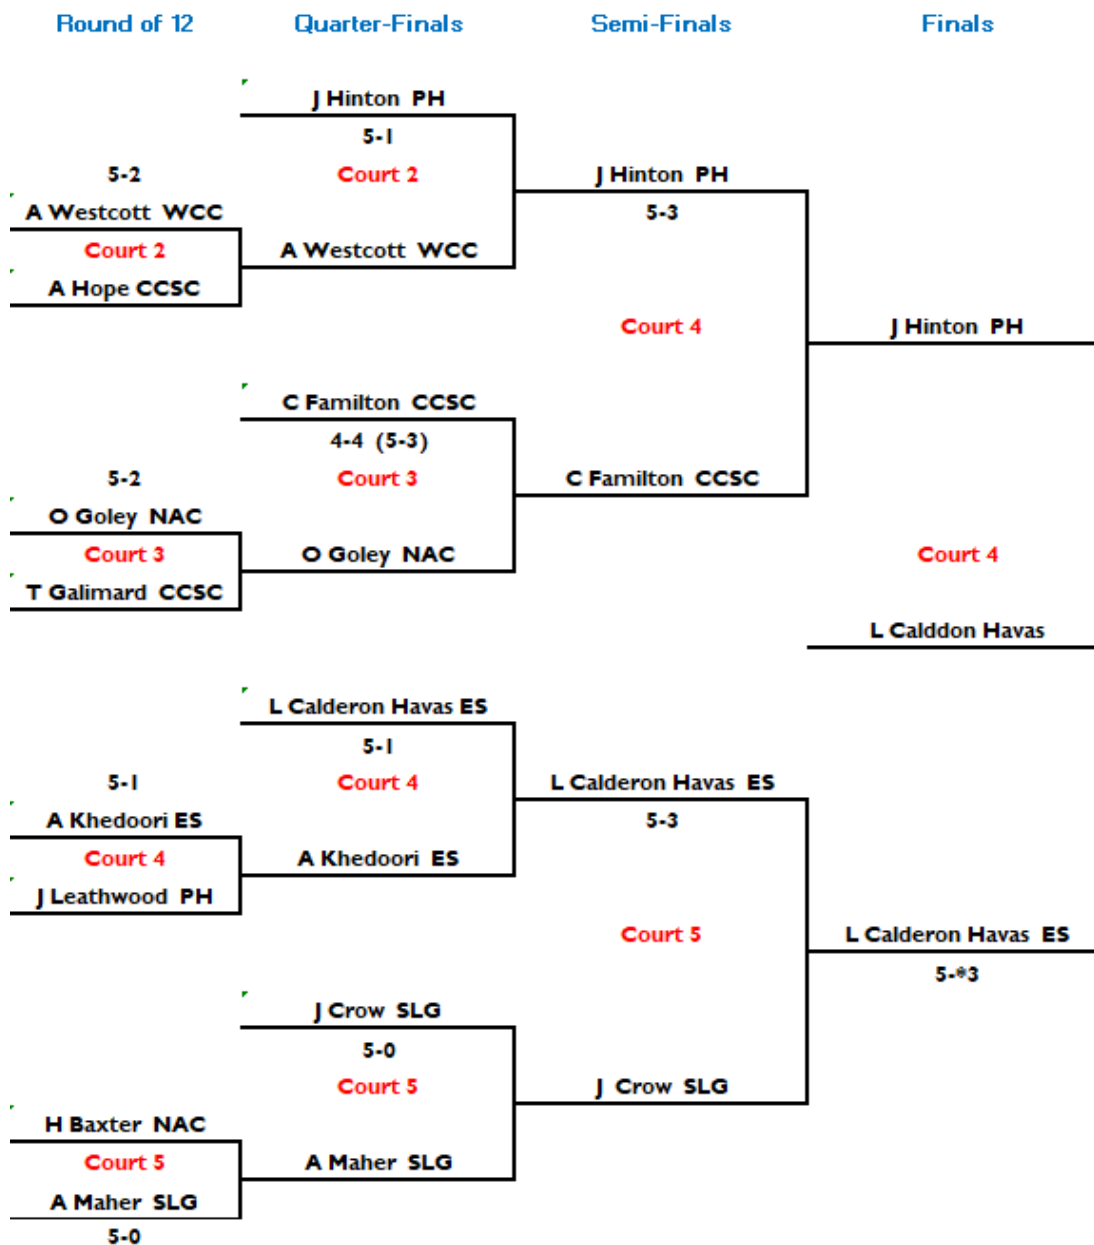 Round of 12
Quarter-Finals
Semi-Finals
Finals
J Hinton PH
5-1
5-2
Court 2
J Hinton PH
A Westcott WCC
5-3
Court 2
A Westcott WCC
A Hope CCSC
Court 4
J Hinton PH
C Familton CCSC
4-4 (5-3)
5-2
Court 3
C Familton CCSC
O Goley NAC
Court 3
O Goley NAC
Court 4
T Galimard CCSC
L Calddon Havas
L Calderon Havas ES
5-1
5-1
Court 4
L Calderon Havas ES
A Khedoori ES
5-3
Court 4
A Khedoori ES
J Leathwood PH
Court 5
L Calderon Havas ES
5-*3
J Crow SLG
5-0
Court 5
J Crow SLG
H Baxter NAC
Court 5
A Maher SLG
A Maher SLG
5-0